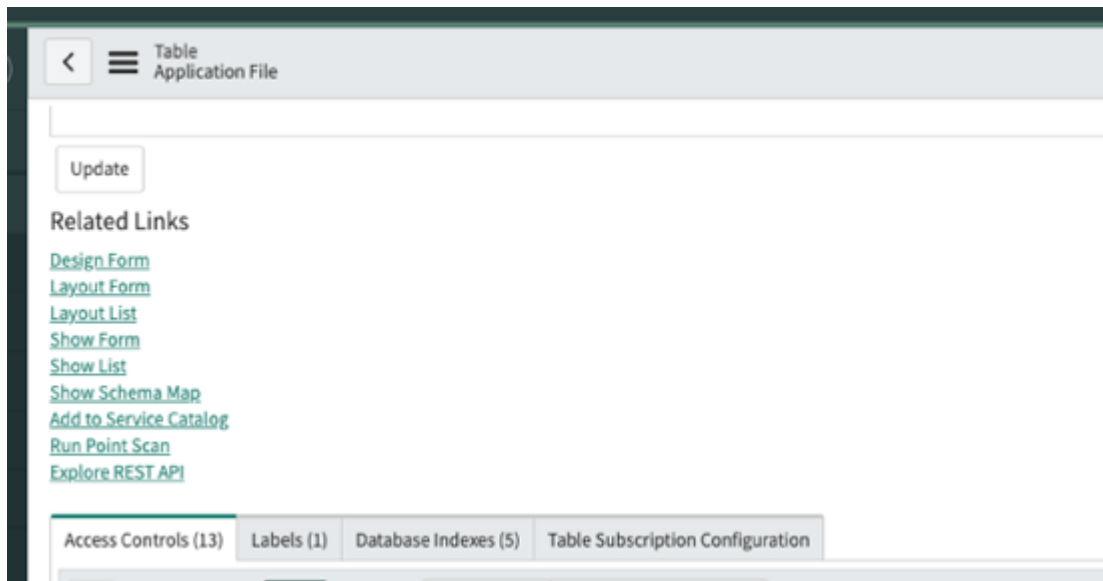 Table
Application File
Update
Related Links
Design Form
Layout Form
Layout List
Show Form
Show List
Show Schema Map
Add to Service Catalog
Run Point Scan
Explore REST API
Access Controls (13) Labels (1) Database Indexes (5) Table Subscription Configuration